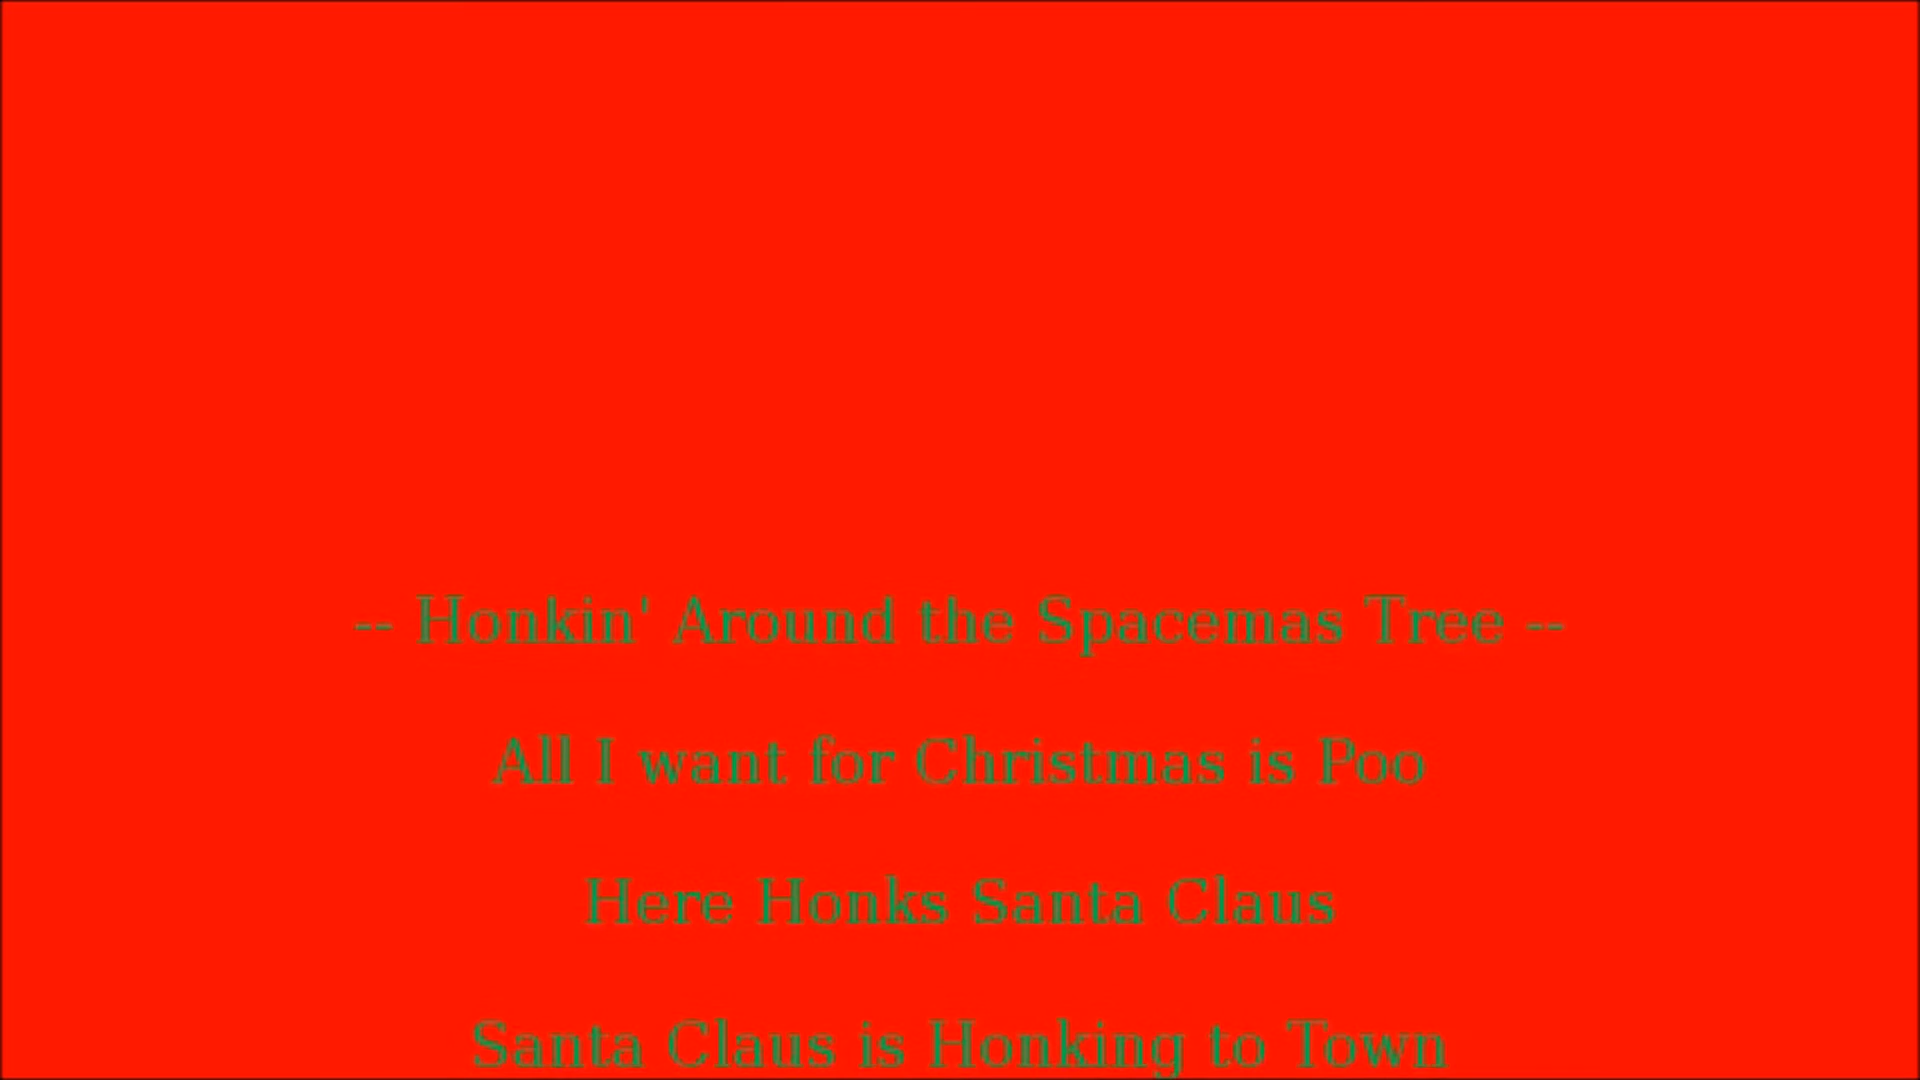 -- Honkin' Around the Spacemas Tree --
All I want for Christmas is Poo
Here Honks Santa Claus
Santa Claus is Honking to Town